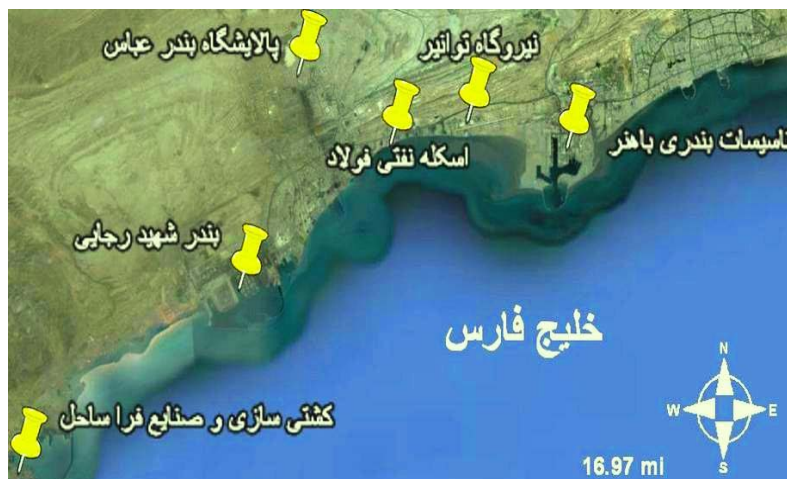 پالایشگاه بندر عباس
نیروگاه توانیر
تاسیسات بندری باهنر
اسکله نفتی فولاد
بندر شهید رجایی
خلیج فارس
کشتی سازی و صنایع فرا ساحل
N
W
E
S
16.97 mi